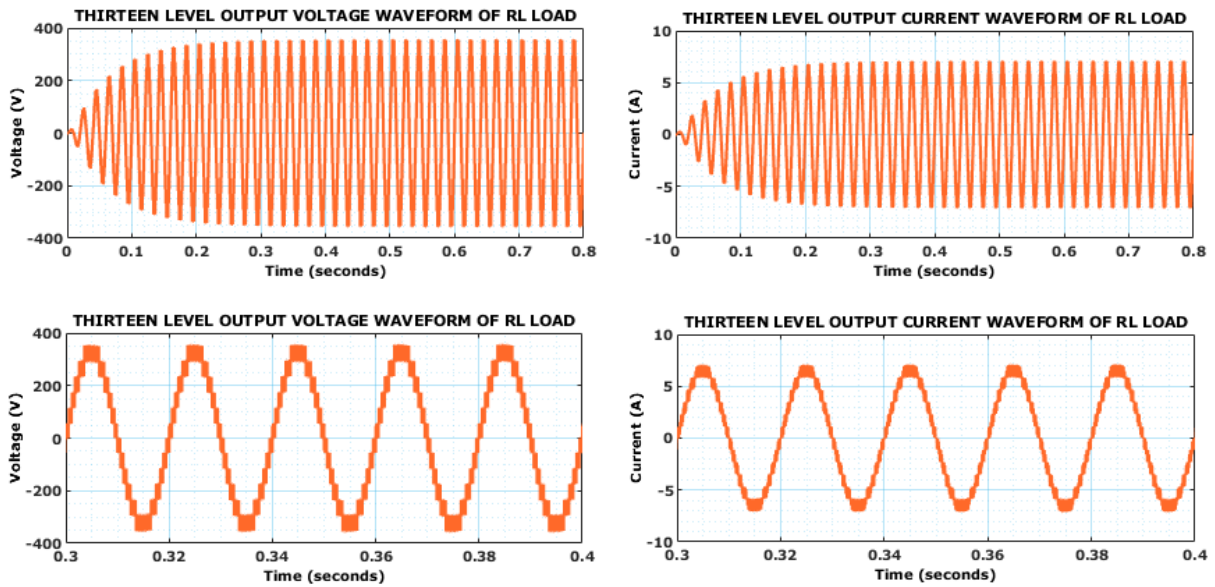 THIRTEEN LEVEL OUTPUT VOLTAGE WAVEFORM OF RL LOAD
400
200
0
-200
-400
Voltage (V)
0 0.1 0.2 0.3 0.4 0.5 0.6 0.7 0.8
Time (seconds)
THIRTEEN LEVEL OUTPUT CURRENT WAVEFORM OF RL LOAD
10
5
0
-5
-10
Current (A)
0 0.1 0.2 0.3 0.4 0.5 0.6 0.7 0.8
Time (seconds)
THIRTEEN LEVEL OUTPUT VOLTAGE WAVEFORM OF RL LOAD
400
200
0
-200
-400
Voltage (V)
0.3 0.32 0.34 0.36 0.38 0.4
Time (seconds)
THIRTEEN LEVEL OUTPUT CURRENT WAVEFORM OF RL LOAD
10
5
0
-5
-10
Current (A)
0.3 0.32 0.34 0.36 0.38 0.4
Time (seconds)